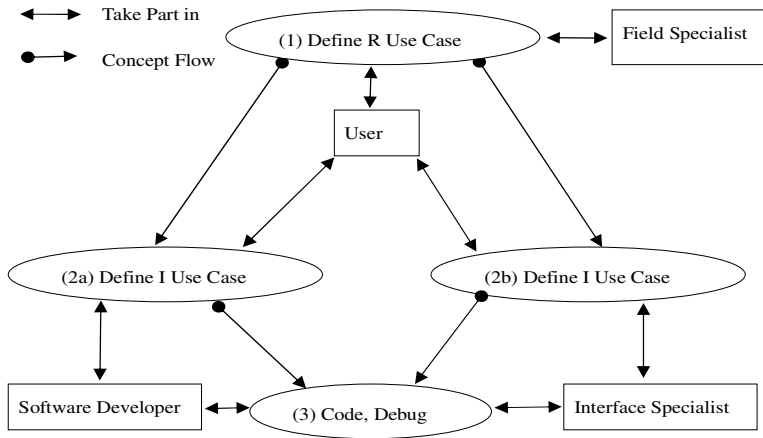 Take Part in
Concept Flow
(1) Define R Use Case
Field Specialist
User
(2a) Define I Use Case
(2b) Define I Use Case
Software Developer
(3) Code, Debug
Interface Specialist